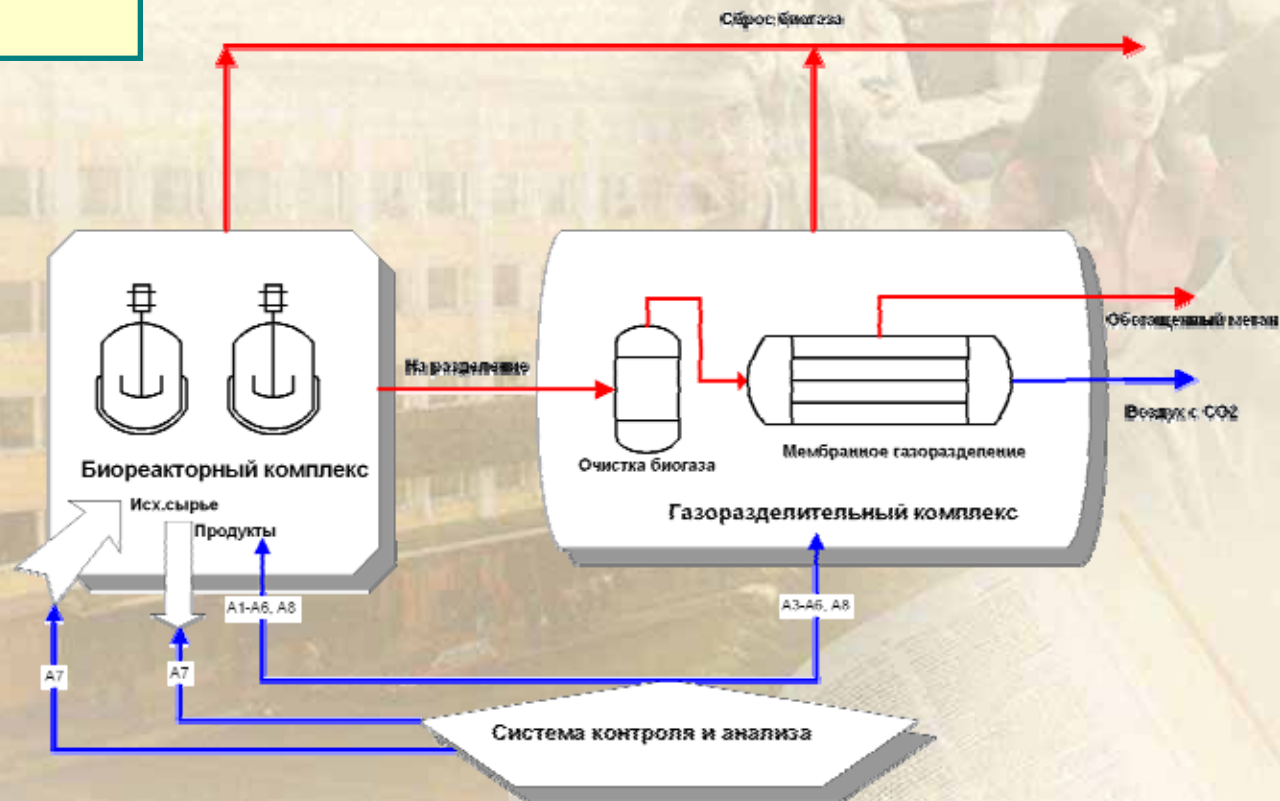 Сброс биогаза
Обогащенный метан
На разделение
Воздух с CO2
Мембранное газоразделение
Очистка биогаза
Биореакторный комплекс
Исх.сырье
Продукты
Газоразделительный комплекс
A1-A6, A8
A3-A6, A8
A7
A7
Система контроля и анализа